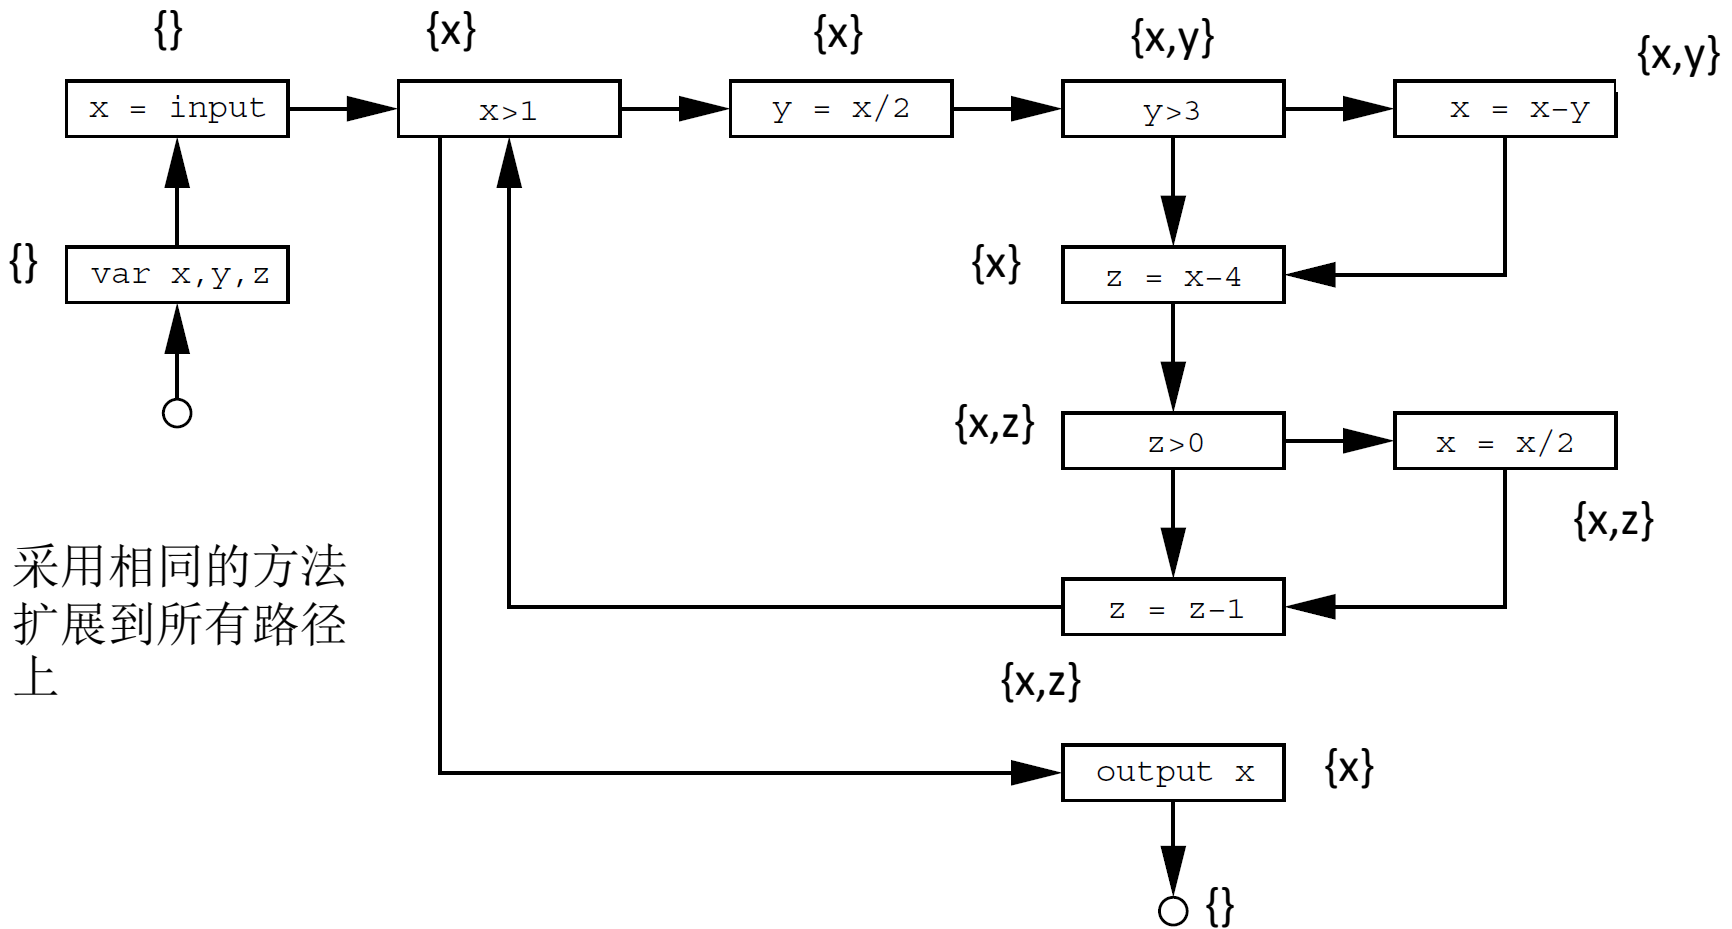 {}
{x}
{x}
{x,y}
{x,y}
x = input
x>1
y = x/2
y>3
x = x-y
{}
var x,y,z
{x}
z = x-4
{x,z}
z>0
x = x/2
{x,z}
采用相同的方法
扩展到所有路径
上
z = z-1
{x,z}
output x
{x}
{}